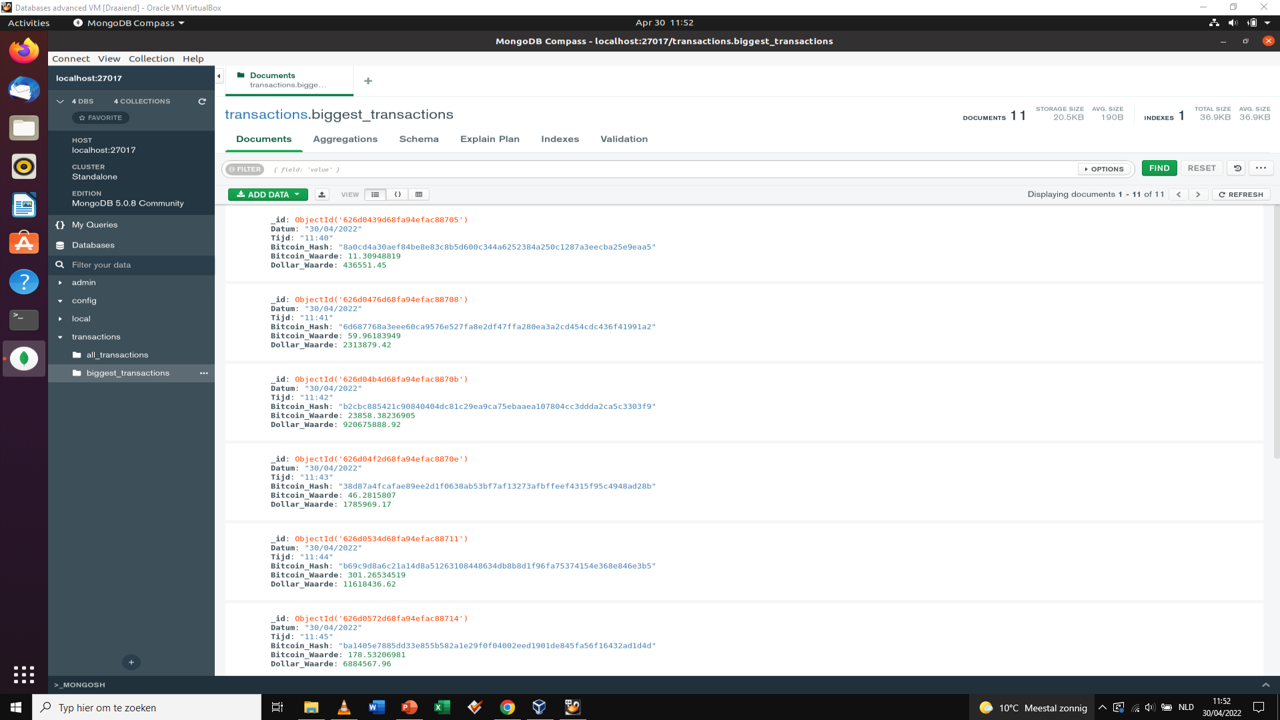 Databases advanced VM [Draaiend] - Oracle VM VirtualBox
Activities
MongoDB Compass
Apr 30 11:52
MongoDB Compass - localhost:27017/transactions.biggest_transactions
Connect View Collection Help
localhost:27017
4 DBS 4 COLLECTIONS
FAVORITE
HOST
localhost:27017
CLUSTER
Standalone
EDITION
MongoDB 5.0.8 Community
My Queries
Databases
Filter your data
admin
config
local
transactions
all_transactions
biggest_transactions
Documents
transactions.bigge...
transactions.biggest_transactions
DOCUMENTS 11
STORAGE SIZE
20.5KB
AVG. SIZE
190B
INDEXES 1
TOTAL SIZE
36.9KB
AVG. SIZE
36.9KB
Documents Aggregations Schema Explain Plan Indexes Validation
FILTER { field: 'value' }
OPTIONS
FIND
RESET
ADD DATA
VIEW
Displaying documents 1 - 11 of 11
REFRESH
_id: ObjectId('626d0439d68fa94efac88705')
Datum: "30/04/2022"
Tijd: "11:40"
Bitcoin_Hash: "8a0cd4a30aef84be8e83c8b5d600c344a6252384a250c1287a3eecba25e9eaa5"
Bitcoin_Waarde: 11.30948819
Dollar_Waarde: 436551.45
_id: ObjectId('626d0476d68fa94efac88708')
Datum: "30/04/2022"
Tijd: "11:41"
Bitcoin_Hash: "6d687768a3eee60ca9576e527fa8e2df47ffa280ea3a2cd454cdc436f41991a2"
Bitcoin_Waarde: 59.96183949
Dollar_Waarde: 2313879.42
_id: ObjectId('626d04b4d68fa94efac8870b')
Datum: "30/04/2022"
Tijd: "11:42"
Bitcoin_Hash: "b2cbc885421c90840404dc81c29ea9ca75ebaaea107804cc3ddda2ca5c3303f9"
Bitcoin_Waarde: 23858.38236905
Dollar_Waarde: 920675888.92
_id: ObjectId('626d04f2d68fa94efac8870e')
Datum: "30/04/2022"
Tijd: "11:43"
Bitcoin_Hash: "38d87a4fcafae89ee2d1f0638ab53bf7af13273afbffeef4315f95c4948ad28b"
Bitcoin_Waarde: 46.2815807
Dollar_Waarde: 1785969.17
_id: ObjectId('626d0534d68fa94efac88711')
Datum: "30/04/2022"
Tijd: "11:44"
Bitcoin_Hash: "b69c9d8a6c21a14d8a51263108448634db8b8d1f96fa75374154e368e846e3b5"
Bitcoin_Waarde: 301.26534519
Dollar_Waarde: 11618436.62
_id: ObjectId('626d0572d68fa94efac88714')
Datum: "30/04/2022"
Tijd: "11:45"
Bitcoin_Hash: "ba1405e7885dd33e855b582a1e29f0f04002eed1901de845fa56f16432ad1d4d"
Bitcoin_Waarde: 178.53206981
Dollar_Waarde: 6884567.96
>_MONGOSH
Typ hier om te zoeken
10°C Meestal zonnig
NLD
11:52
30/04/2022